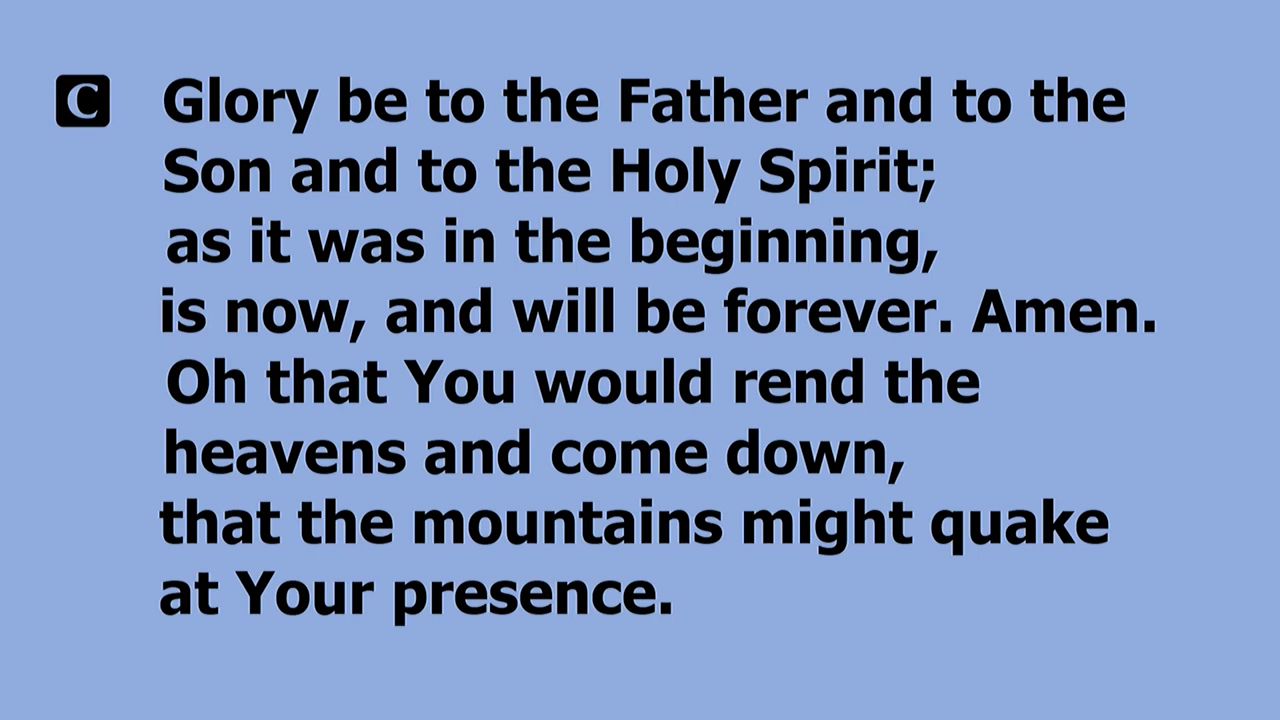 C Glory be to the Father and to the
Son and to the Holy Spirit;
as it was in the beginning,
is now, and will be forever. Amen.
Oh that You would rend the
heavens and come down,
that the mountains might quake
at Your presence.